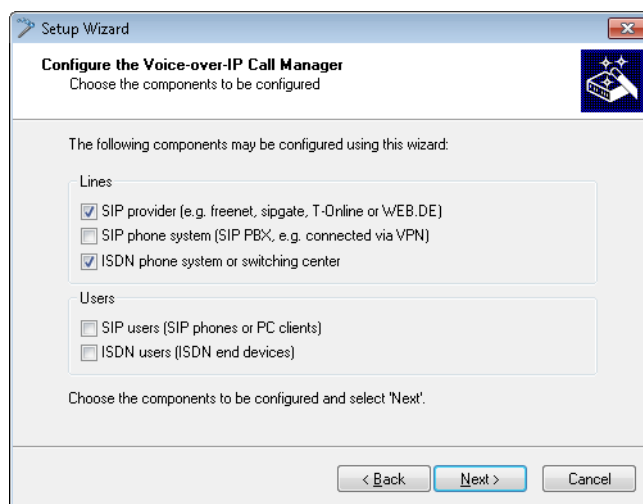 Setup Wizard
Configure the Voice-over-IP Call Manager
Choose the components to be configured
The following components may be configured using this wizard:
Lines
SIP provider (e.g. freenet, sipgate, T-Online or WEB.DE)
SIP phone system (SIP PBX, e.g. connected via VPN)
ISDN phone system or switching center
Users
SIP users (SIP phones or PC clients)
ISDN users (ISDN end devices)
Choose the components to be configured and select 'Next'.
< Back Next > Cancel